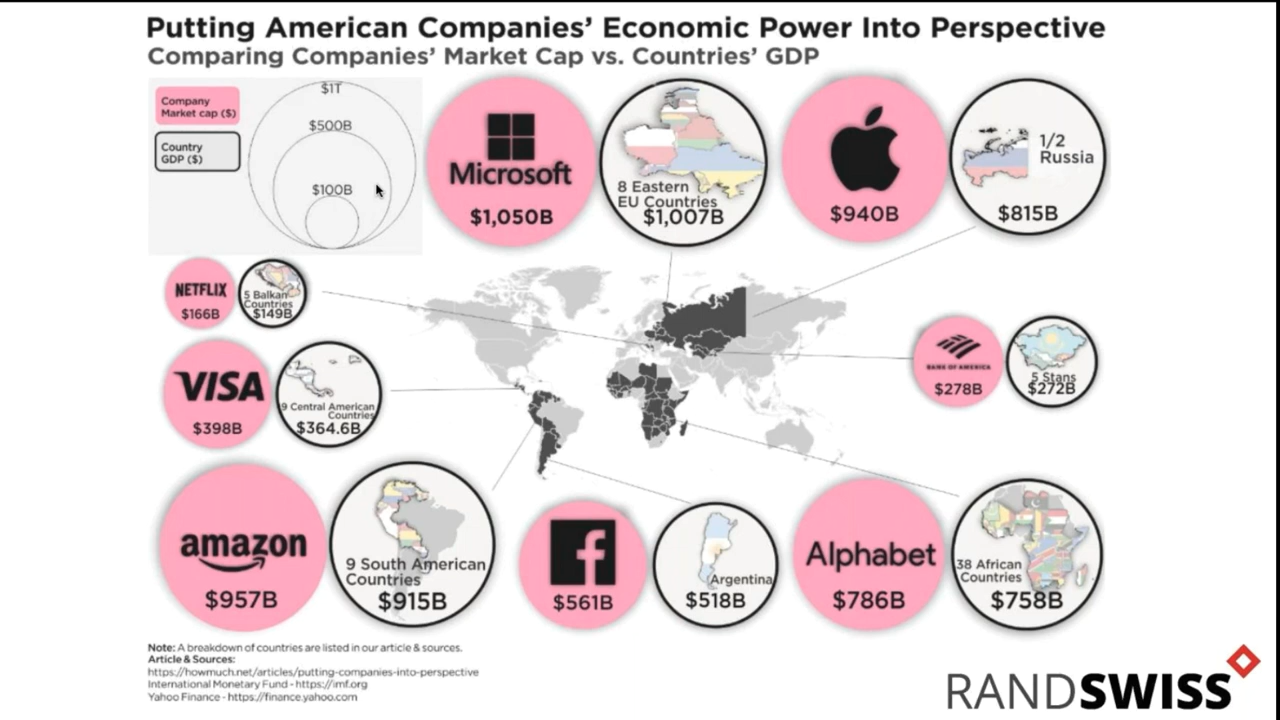 Putting American Companies' Economic Power Into Perspective
Comparing Companies' Market Cap vs. Countries' GDP
Company
Market cap ($)
Country
GDP ($)
$1T
$500B
$100B
Microsoft
$1,050B
8 Eastern
EU Countries
$1,007B
$940B
1/2
Russia
$815B
NETFLIX
$166B
5 Balkan
Countries
$149B
BANK OF AMERICA
$278B
5 Stans
$272B
VISA
$398B
9 Central American
Countries
$364.6B
amazon
$957B
9 South American
Countries
$915B
f
$561B
Argentina
$518B
Alphabet
$786B
38 African
Countries
$758B
Note: A breakdown of countries are listed in our article & sources.
Article & Sources:
https://howmuch.net/articles/putting-companies-into-perspective
International Monetary Fund - https://imf.org
Yahoo Finance - https://finance.yahoo.com
RANDSWISS